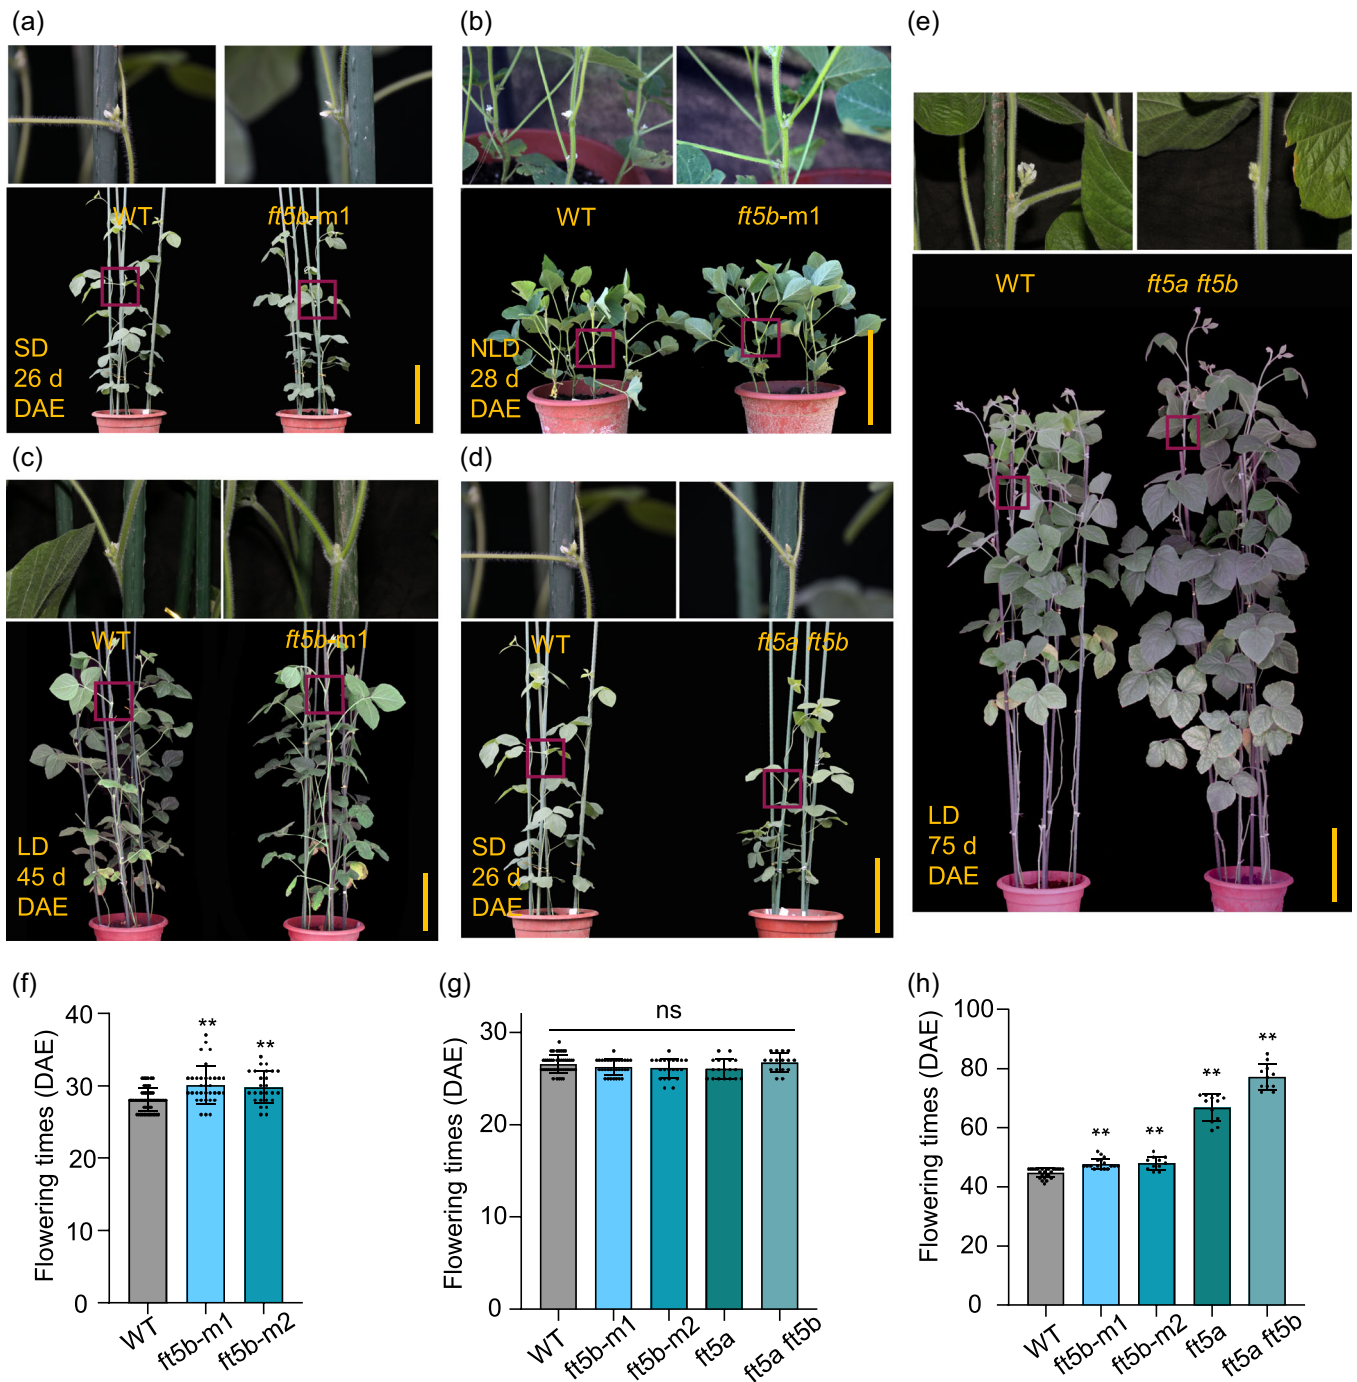 (a)
WT
ft5b-m1
SD
26 d
DAE
(b)
WT
ft5b-m1
NLD
28 d
DAE
(c)
WT
ft5b-m1
LD
45 d
DAE
(d)
WT
ft5a ft5b
SD
26 d
DAE
(e)
WT
ft5a ft5b
LD
75 d
DAE
(f)
Flowering times (DAE)
40
30
20
10
0
**
**
WT
ft5b-m1
ft5b-m2
(g)
Flowering times (DAE)
30
20
10
0
ns
WT
ft5b-m1
ft5b-m2
ft5a
ft5a ft5b
(h)
Flowering times (DAE)
100
80
60
40
20
0
**
**
**
**
WT
ft5b-m1
ft5b-m2
ft5a
ft5a ft5b